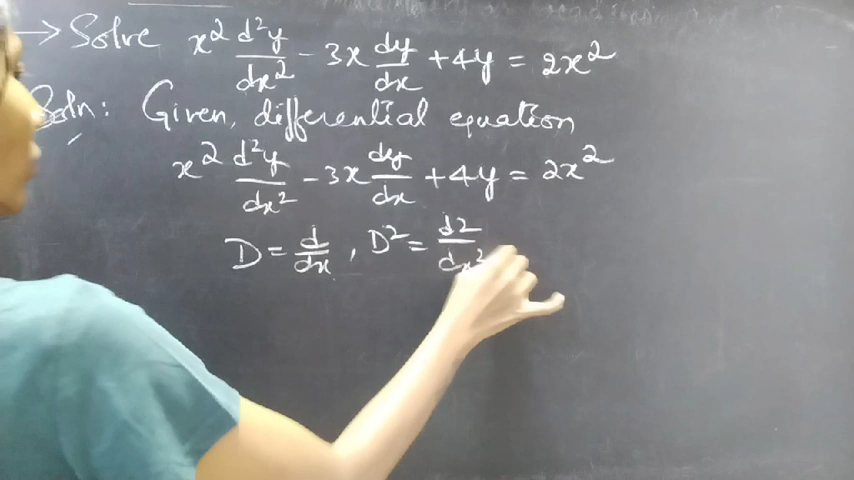 → Solve x² d²y/dx² - 3x dy/dx + 4y = 2x²
Soln: Given, differential equation
x² d²y/dx² - 3x dy/dx + 4y = 2x²
D = d/dx, D² = d2/dx²